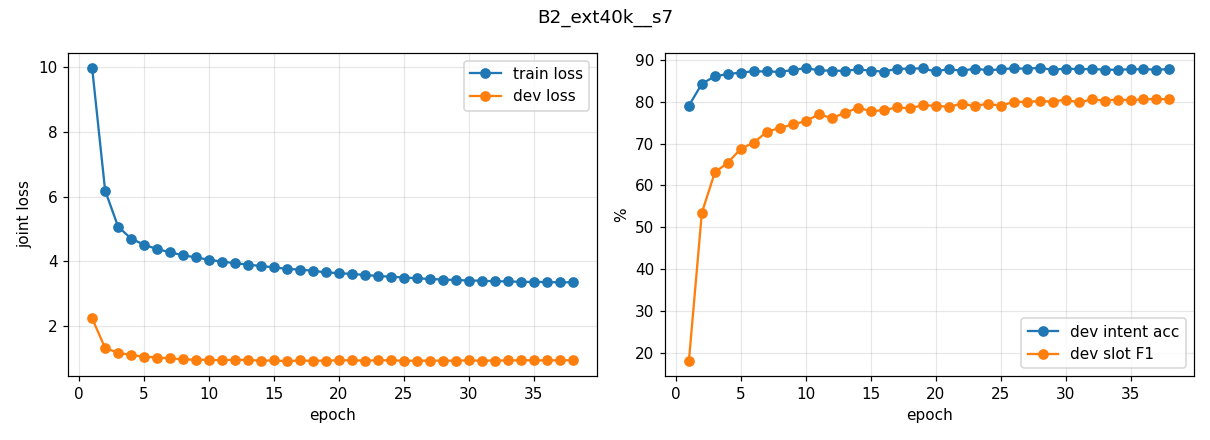 B2_ext40k__s7
10
8
6
4
2
joint loss
train loss
dev loss
0 5 10 15 20 25 30 35
epoch
90
80
70
60
50
40
30
20
%
dev intent acc
dev slot F1
0 5 10 15 20 25 30 35
epoch